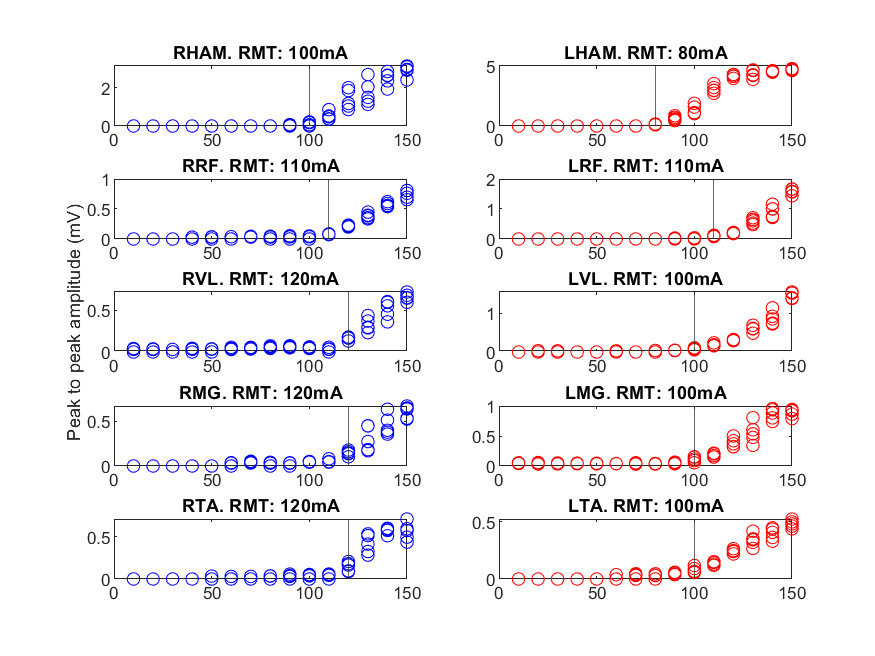 RHAM. RMT: 100mA
2
0
0 50 100 150
LHAM. RMT: 80mA
5
0
0 50 100 150
RRF. RMT: 110mA
1
0.5
0
0 50 100 150
LRF. RMT: 110mA
2
1
0
0 50 100 150
Peak to peak amplitude (mV)
RVL. RMT: 120mA
0.5
0
0 50 100 150
LVL. RMT: 100mA
1
0
0 50 100 150
RMG. RMT: 120mA
0.5
0
0 50 100 150
LMG. RMT: 100mA
1
0.5
0
0 50 100 150
RTA. RMT: 120mA
0.5
0
0 50 100 150
LTA. RMT: 100mA
0.5
0
0 50 100 150